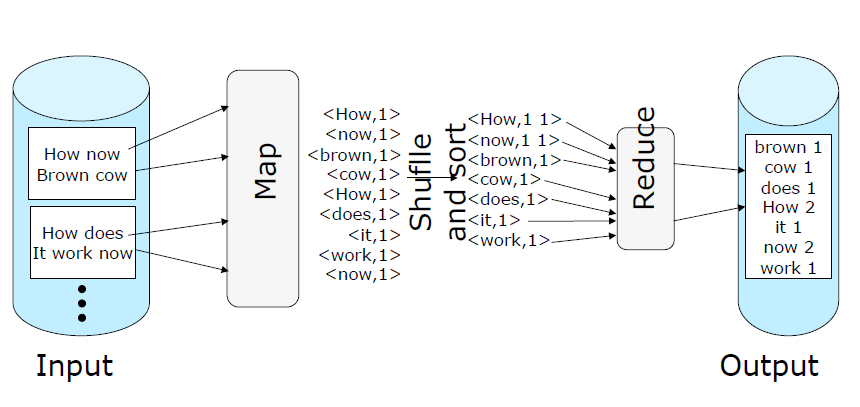 How now
Brown cow
How does
It work now
Input
Map
<How,1>
<now,1>
<brown,1>
<cow,1>
<How,1>
<does,1>
<it,1>
<work,1>
<now,1>
Shuflle
and sort
<How,1 1>
<now,1 1>
<brown,1>
<cow,1>
<does,1>
<it,1>
<work,1>
Reduce
brown 1
cow 1
does 1
How 2
it 1
now 2
work 1
Output